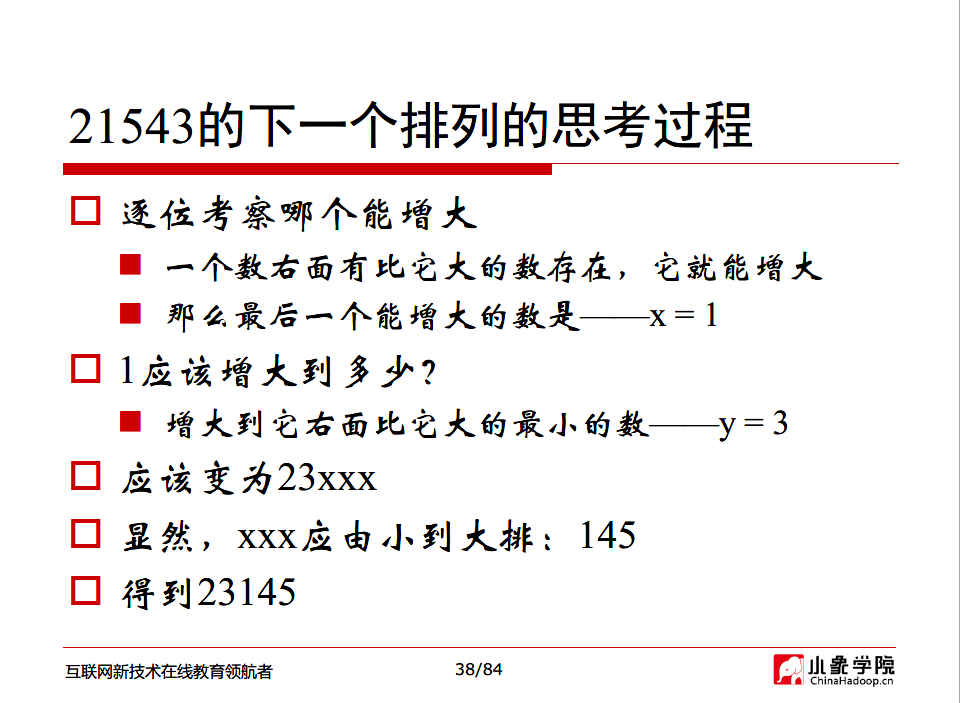 21543的下一个排列的思考过程
逐位考察哪个能增大
一个数右面有比它大的数存在，它就能增大
那么最后一个能增大的数是——x = 1
1应该增大到多少？
增大到它右面比它大的最小的数——y = 3
应该变为23xxx
显然，xxx应由小到大排：145
得到23145
互联网新技术在线教育领航者
38/84
小象学院
ChinaHadoop.cn